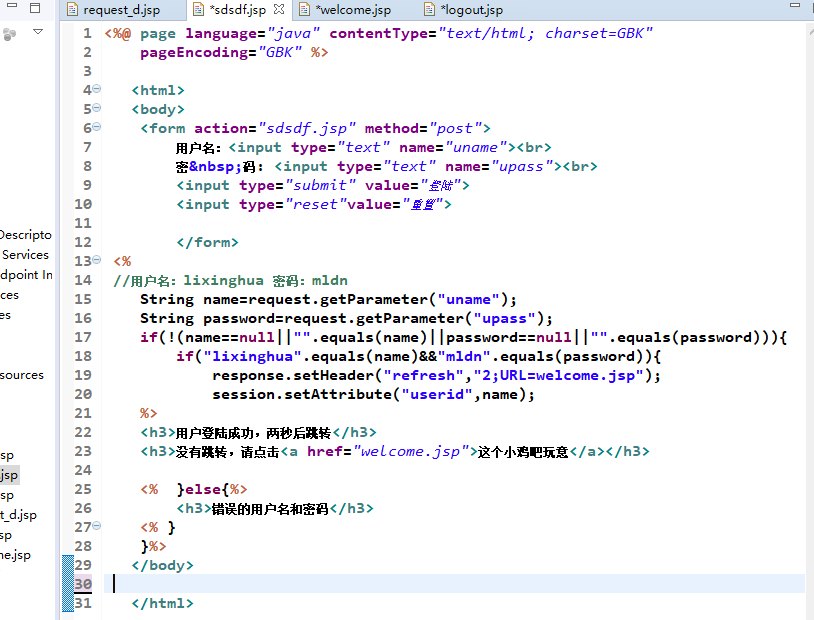 request_d.jsp *sdsdf.jsp *welcome.jsp *logout.jsp
1 <%@ page language="java" contentType="text/html; charset=GBK"
2 pageEncoding="GBK" %>
3
4 <html>
5 <body>
6 <form action="sdsdf.jsp" method="post">
7 用户名：<input type="text" name="uname"><br>
8 密&nbsp;码：<input type="text" name="upass"><br>
9 <input type="submit" value="登陆">
10 <input type="reset"value="重置">
11
12 </form>
13 <%
14 //用户名：lixinghua 密码：mldn
15 String name=request.getParameter("uname");
16 String password=request.getParameter("upass");
17 if(!(name==null||"".equals(name)||password==null||"".equals(password))){
18 if("lixinghua".equals(name)&&"mldn".equals(password)){
19 response.setHeader("refresh","2;URL=welcome.jsp");
20 session.setAttribute("userid",name);
21 %>
22 <h3>用户登陆成功，两秒后跳转</h3>
23 <h3>没有跳转，请点击<a href="welcome.jsp">这个小鸡吧玩意</a></h3>
24
25 <% }else{%>
26 <h3>错误的用户名和密码</h3>
27 <% }
28 }%>
29 </body>
30
31 </html>
Descripto
Services
dpoint In
ces
es
sources
sp
jsp
sp
t_d.jsp
sp
ne.jsp